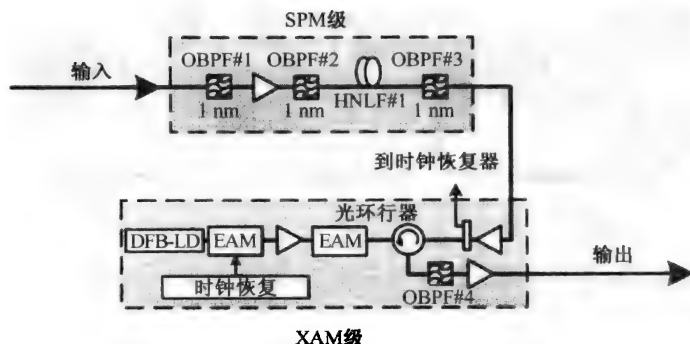 SPM级
OBPF#1
OBPF#2
OBPF#3
输入
1 nm
1 nm
HNLF#1
1 nm
到时钟恢复器
光环行器
DFB-LD
EAM
EAM
输出
时钟恢复
OBPF#4
XAM级